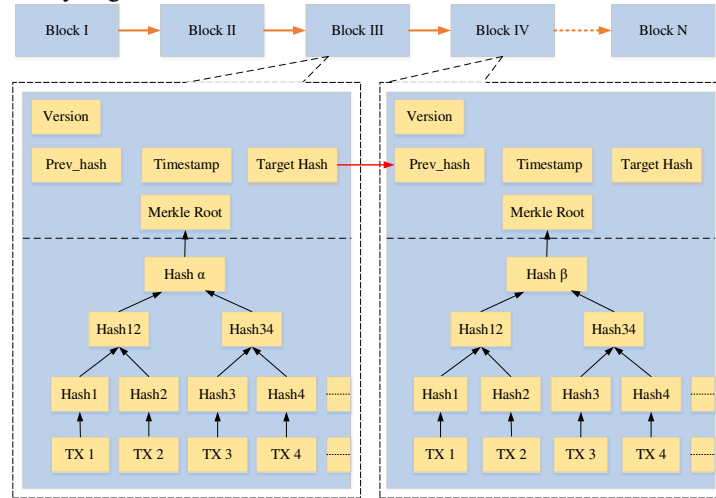 Block I
Block II
Block III
Block IV
Block N
Version
Version
Prev_hash
Timestamp
Target Hash
Prev_hash
Timestamp
Target Hash
Merkle Root
Merkle Root
Hash α
Hash β
Hash12
Hash34
Hash12
Hash34
Hash1
Hash2
Hash3
Hash4
Hash1
Hash2
Hash3
Hash4
TX 1
TX 2
TX 3
TX 4
TX 1
TX 2
TX 3
TX 4